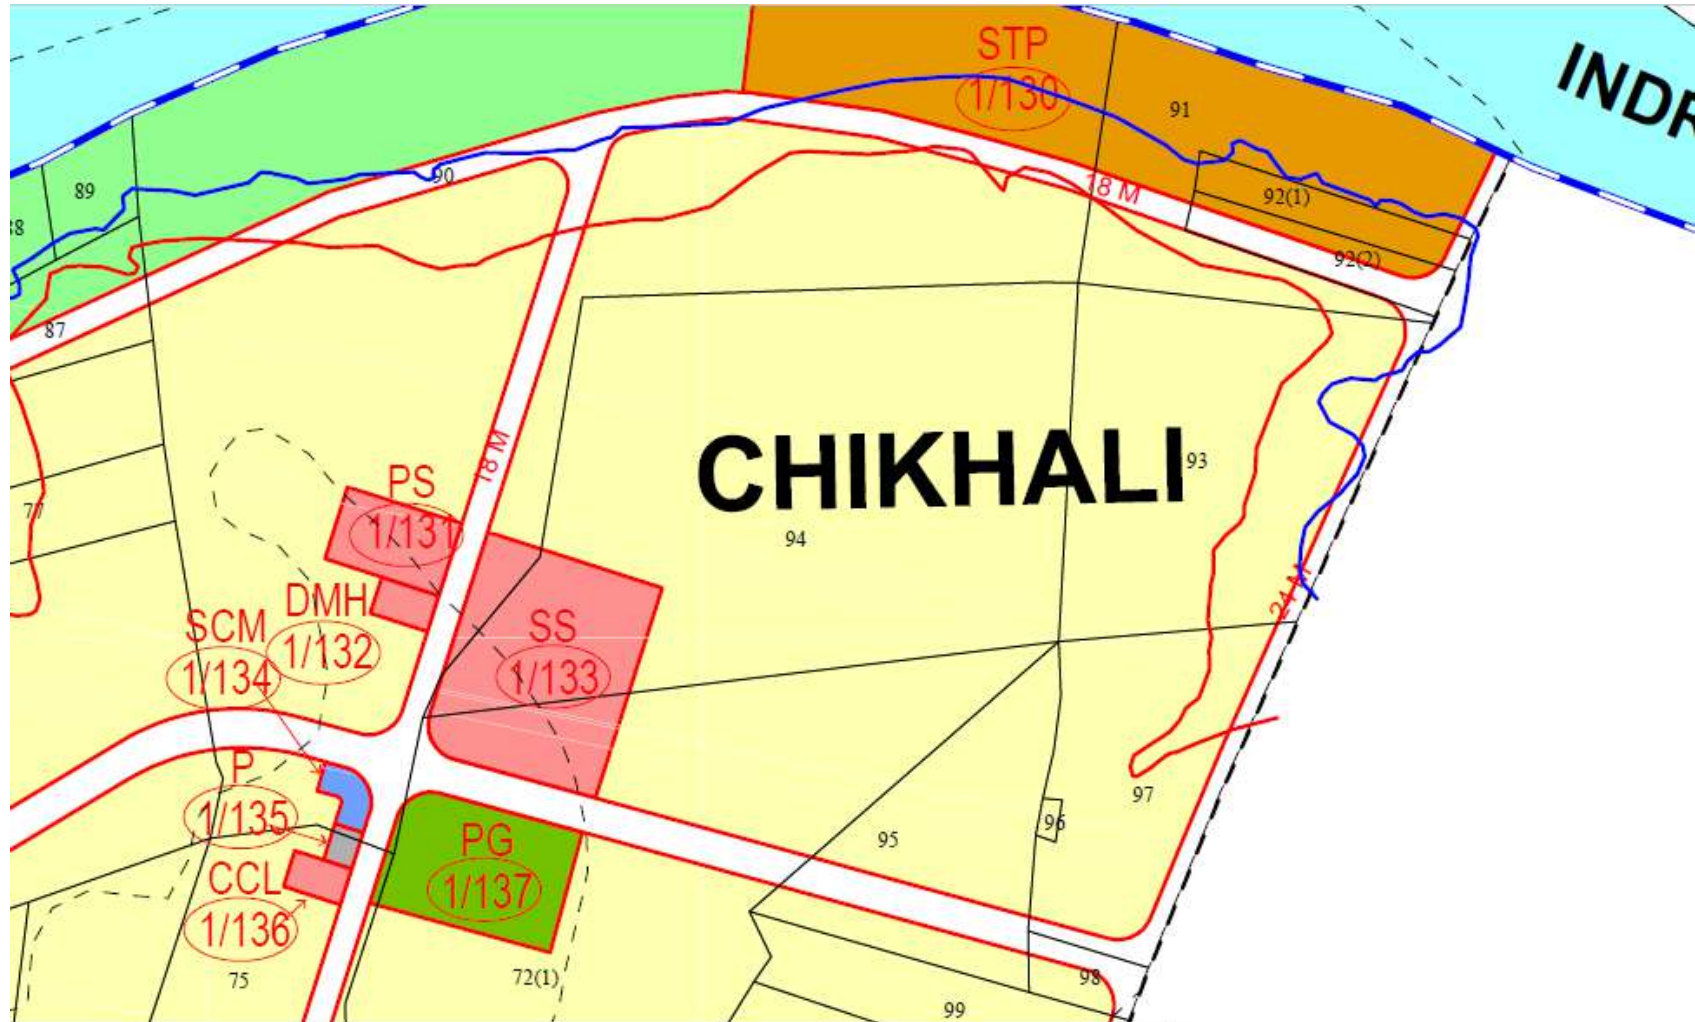 STP
1/130
INDR
91
90
89
88
18 M
92(1)
92(2)
87
CHIKHALI
93
18 M
PS
1/131
77
94
DMH
1/132
SCM
1/134
SS
1/133
24 M
P
1/135
97
96
95
PG
1/137
CCL
1/136
75
72(1)
98
99